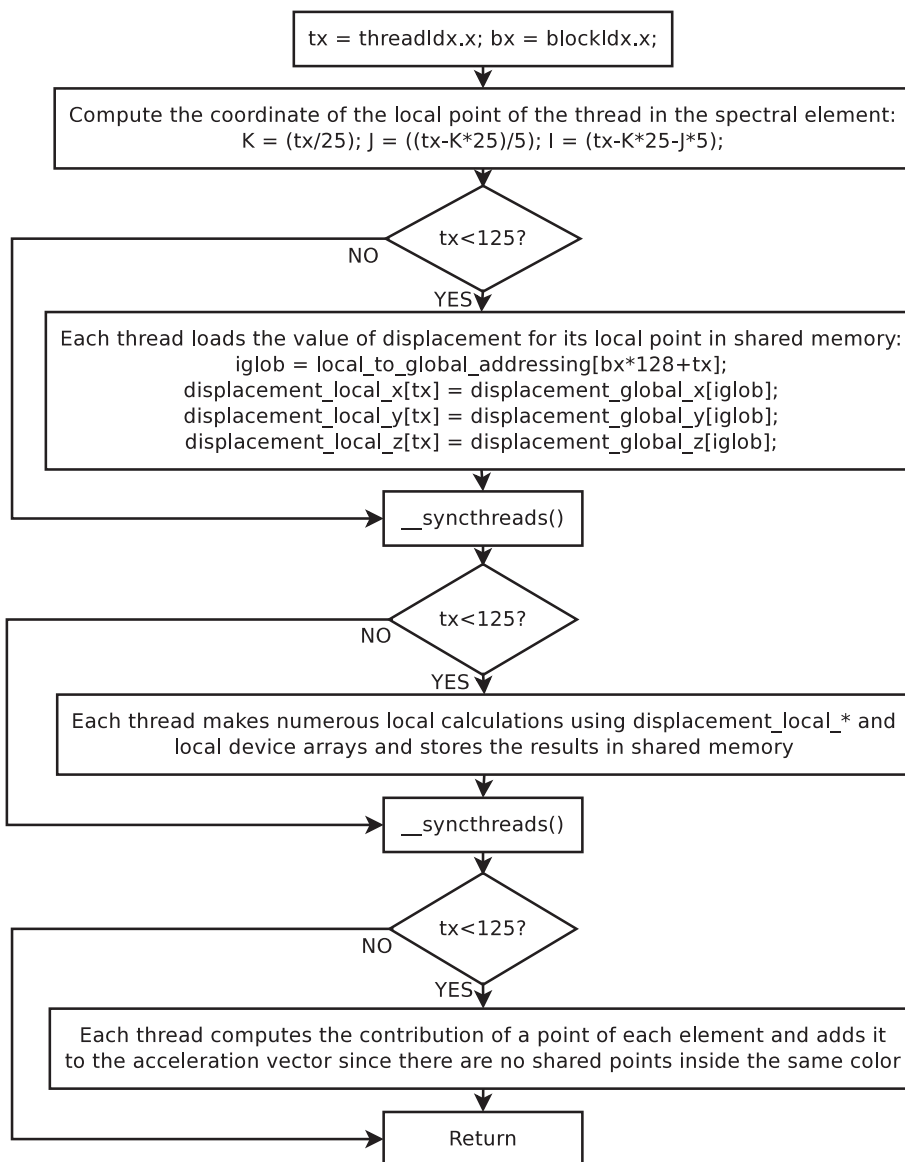 tx = threadIdx.x; bx = blockIdx.x;
Compute the coordinate of the local point of the thread in the spectral element:
K = (tx/25); J = ((tx-K*25)/5); I = (tx-K*25-J*5);
tx<125?
NO
YES
Each thread loads the value of displacement for its local point in shared memory:
iglob = local_to_global_addressing[bx*128+tx];
displacement_local_x[tx] = displacement_global_x[iglob];
displacement_local_y[tx] = displacement_global_y[iglob];
displacement_local_z[tx] = displacement_global_z[iglob];
__syncthreads()
tx<125?
NO
YES
Each thread makes numerous local calculations using displacement_local_* and
local device arrays and stores the results in shared memory
__syncthreads()
tx<125?
NO
YES
Each thread computes the contribution of a point of each element and adds it
to the acceleration vector since there are no shared points inside the same color
Return